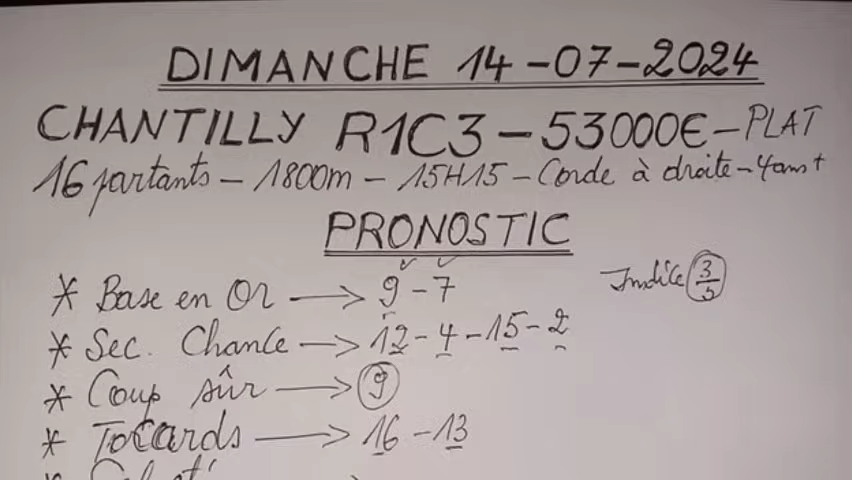 DIMANCHE 14-07-2024
CHANTILLY R1C3-53000€-PLAT
16 partants - 1800m - 15H15 - Corde à droite - 4ans+
PRONOSTIC
* Base en Or → 9-7
Indice 3/5
* Sec. Chance → 12-4-15-2
* Coup sûr → 9
* Tocards → 16-13